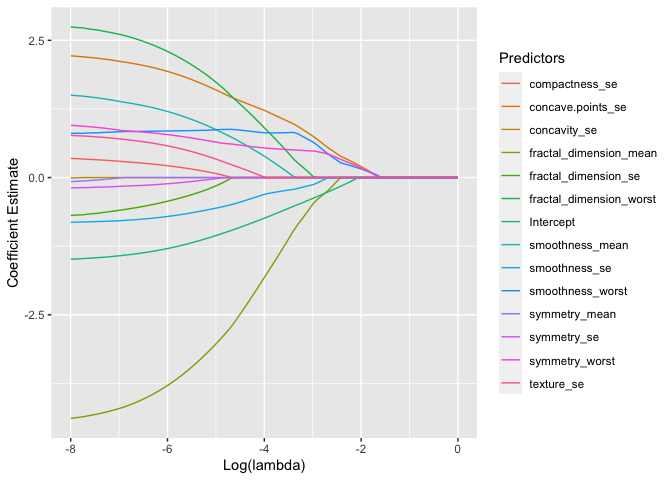 2.5
0.0
-2.5
Coefficient Estimate
-8
-6
-4
-2
0
Log(lambda)
Predictors
compactness_se
concave.points_se
concavity_se
fractal_dimension_mean
fractal_dimension_se
fractal_dimension_worst
Intercept
smoothness_mean
smoothness_se
smoothness_worst
symmetry_mean
symmetry_se
symmetry_worst
texture_se